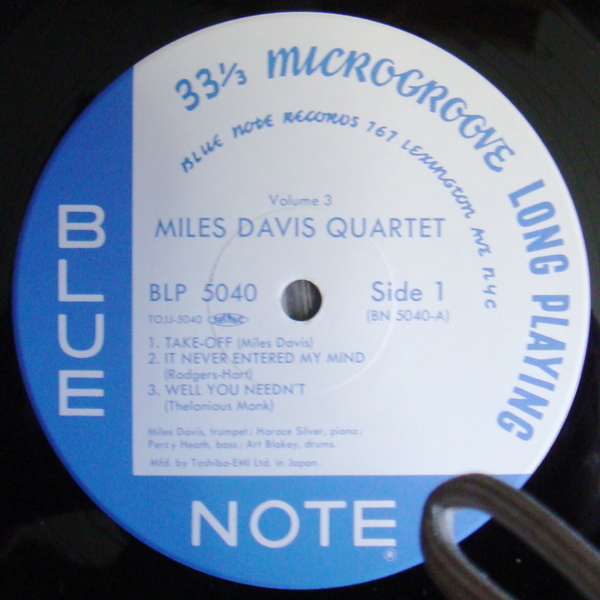 33⅓ MICROGROOVE LONG PLAYING
BLUE NOTE RECORDS 767 LEXINGTON AVE NYC
Volume 3
MILES DAVIS QUARTET
BLP 5040
Side 1
TOJJ-5040
(BN 5040-A)
1. TAKE-OFF (Miles Davis)
2. IT NEVER ENTERED MY MIND
(Rodgers-Hart)
3. WELL YOU NEEDN'T
(Thelonious Monk)
Miles Davis, trumpet; Horace Silver, piano;
Percy Heath, bass; Art Blakey, drums.
Mfd. by Toshiba-EMI Ltd. in Japan.
BLUE
NOTE
®